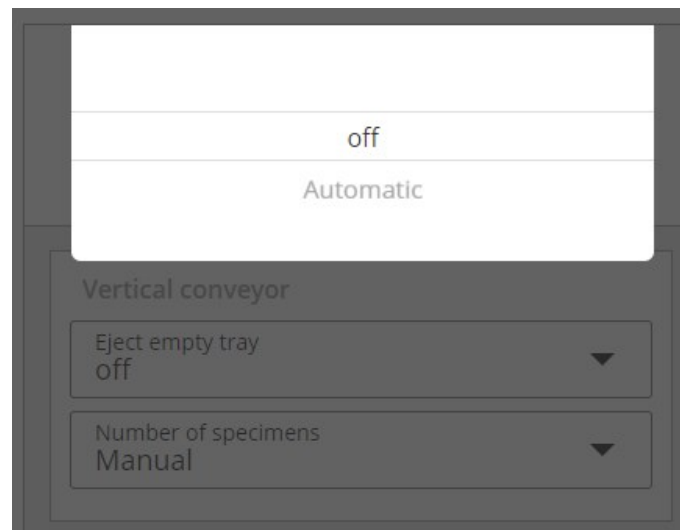 off
Automatic
Vertical conveyor
Eject empty tray
off
Number of specimens
Manual